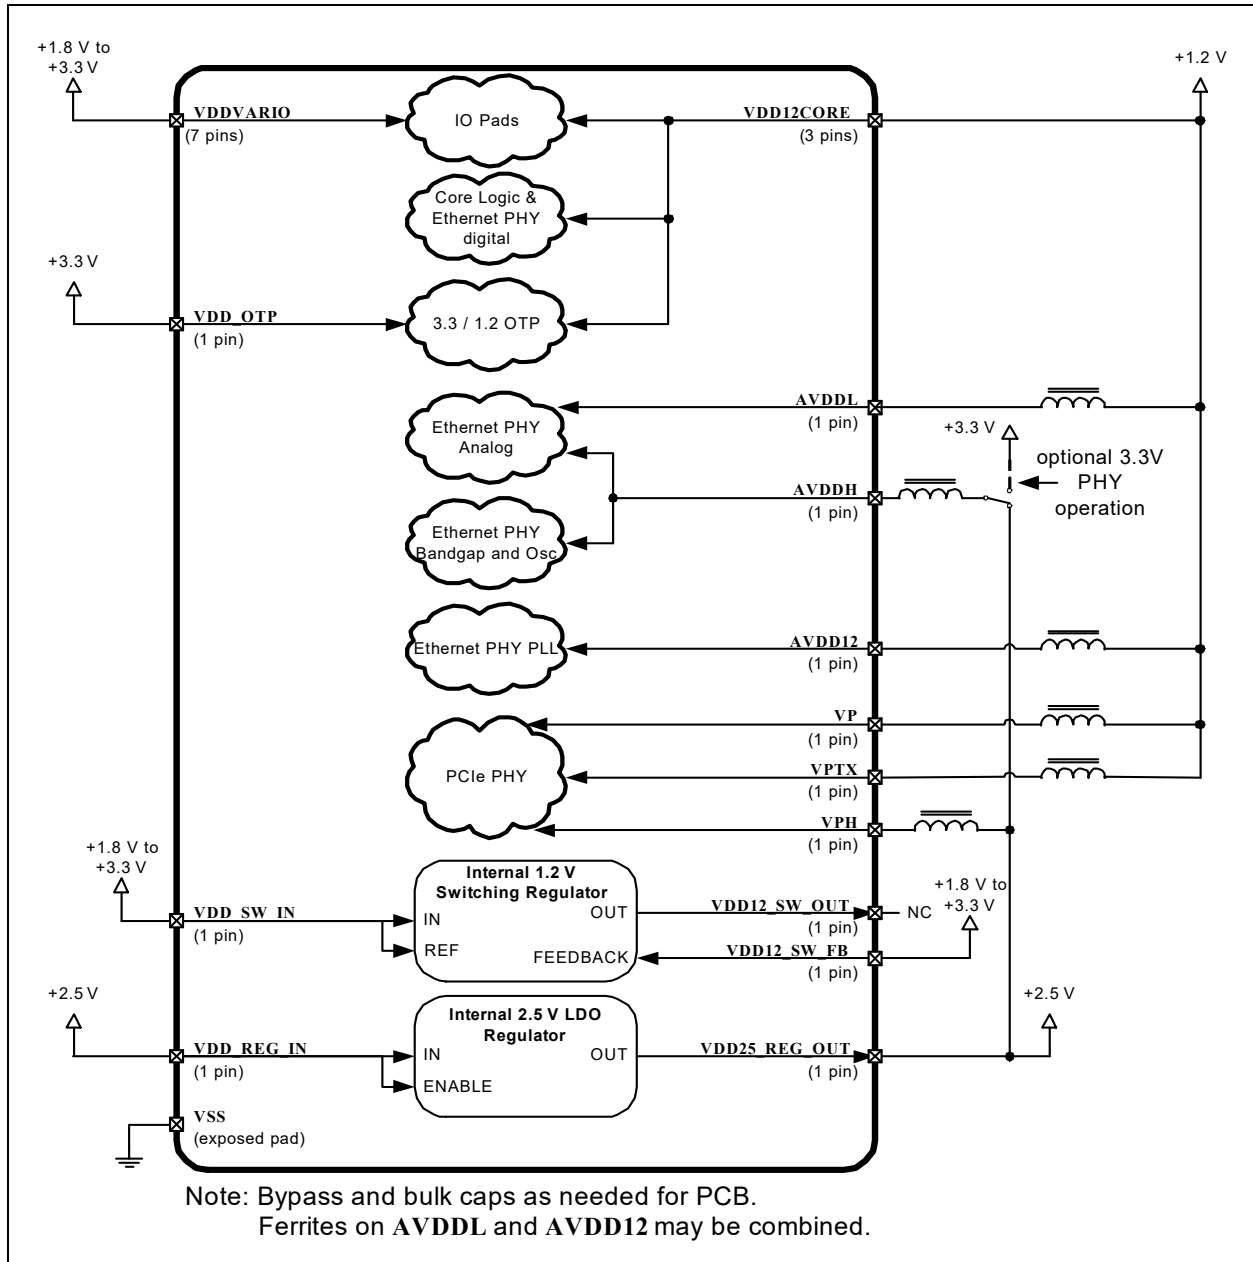 +1.8 V to
+3.3 V
+1.2 V
VDDVARIO
(7 pins)
IO Pads
VDD12CORE
(3 pins)
Core Logic &
Ethernet PHY
digital
+3.3 V
VDD_OTP
(1 pin)
3.3 / 1.2 OTP
AVDDL
(1 pin)
Ethernet PHY
Analog
+3.3 V
optional 3.3V
PHY
operation
AVDDH
(1 pin)
Ethernet PHY
Bandgap and Osc
AVDD12
(1 pin)
Ethernet PHY PLL
VP
(1 pin)
PCIe PHY
VPTX
(1 pin)
VPH
(1 pin)
+1.8 V to
+3.3 V
Internal 1.2 V
Switching Regulator
VDD_SW_IN
(1 pin)
IN
REF
OUT
FEEDBACK
VDD12_SW_OUT
(1 pin)
NC
+1.8 V to
+3.3 V
VDD12_SW_FB
(1 pin)
+2.5 V
Internal 2.5 V LDO
Regulator
+2.5 V
VDD_REG_IN
(1 pin)
IN
ENABLE
OUT
VDD25_REG_OUT
(1 pin)
VSS
(exposed pad)
Note: Bypass and bulk caps as needed for PCB.
Ferrites on AVDDL and AVDD12 may be combined.